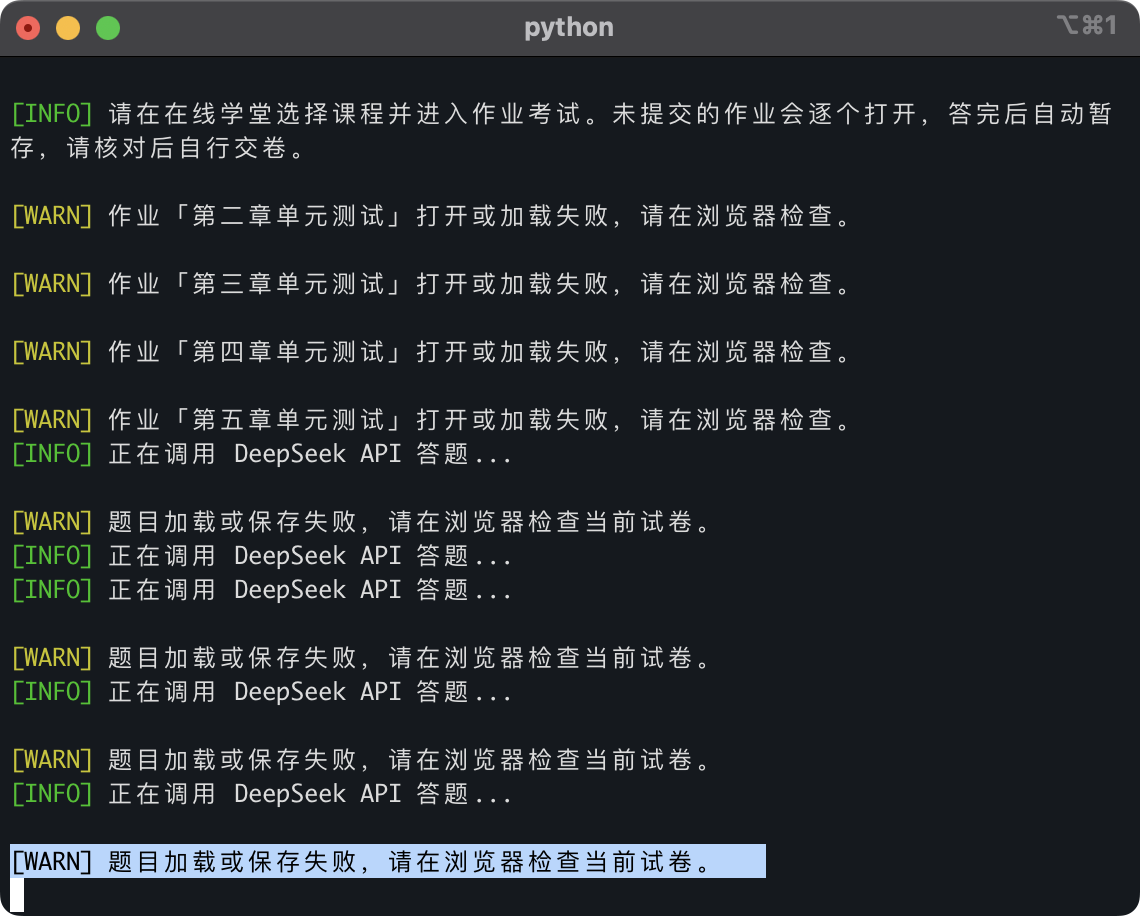 python
⌥⌘1
[INFO] 请在在线学堂选择课程并进入作业考试。未提交的作业会逐个打开，答完后自动暂
存，请核对后自行交卷。
[WARN] 作业「第二章单元测试」打开或加载失败，请在浏览器检查。
[WARN] 作业「第三章单元测试」打开或加载失败，请在浏览器检查。
[WARN] 作业「第四章单元测试」打开或加载失败，请在浏览器检查。
[WARN] 作业「第五章单元测试」打开或加载失败，请在浏览器检查。
[INFO] 正在调用 DeepSeek API 答题...
[WARN] 题目加载或保存失败，请在浏览器检查当前试卷。
[INFO] 正在调用 DeepSeek API 答题...
[INFO] 正在调用 DeepSeek API 答题...
[WARN] 题目加载或保存失败，请在浏览器检查当前试卷。
[INFO] 正在调用 DeepSeek API 答题...
[WARN] 题目加载或保存失败，请在浏览器检查当前试卷。
[INFO] 正在调用 DeepSeek API 答题...
[WARN] 题目加载或保存失败，请在浏览器检查当前试卷。